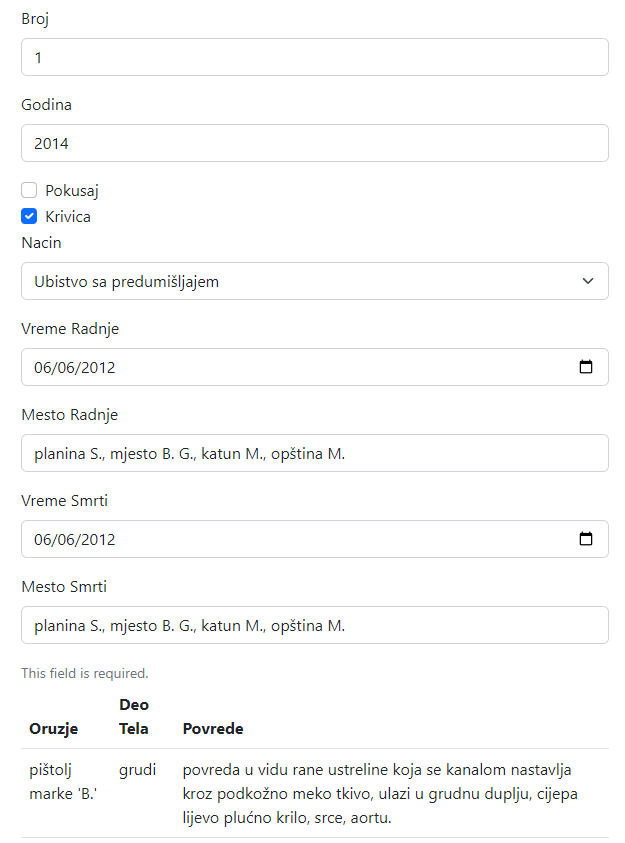 Broj
1
Godina
2014
Pokusaj
Krivica
Nacin
Ubistvo sa predumišljajem
Vreme Radnje
06/06/2012
Mesto Radnje
planina S., mjesto B. G., katun M., opština M.
Vreme Smrti
06/06/2012
Mesto Smrti
planina S., mjesto B. G., katun M., opština M.
This field is required.
Oruzje
Deo
Tela
Povrede
pištolj
marke 'B.'
grudi
povreda u vidu rane ustreline koja se kanalom nastavlja
kroz podkožno meko tkivo, ulazi u grudnu duplju, cijepa
lijevo plućno krilo, srce, aortu.